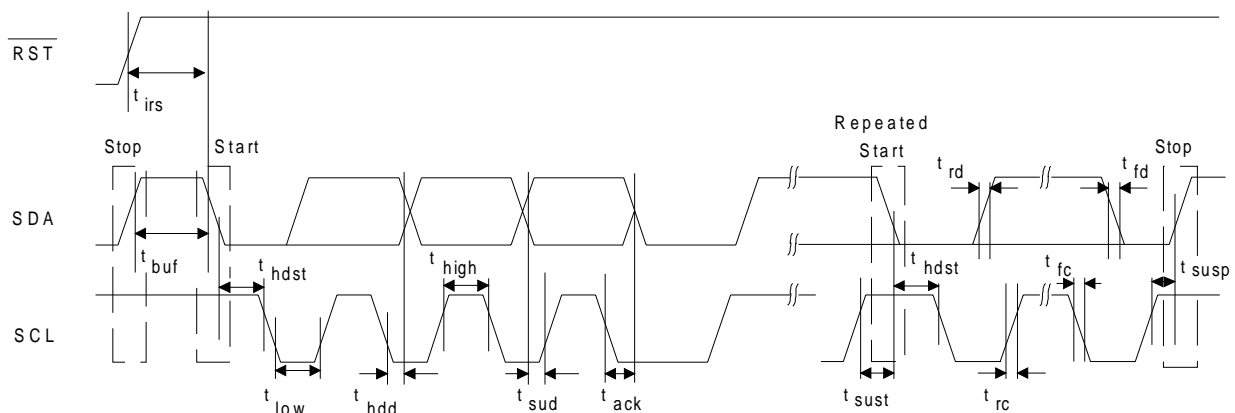 RST
t irs
Repeated
Stop Start Start Stop
t rd t fd
SDA
t buf t hdst t high t hdst t fc t susp
SCL
t low t hdd t sud t ack t sust t rc